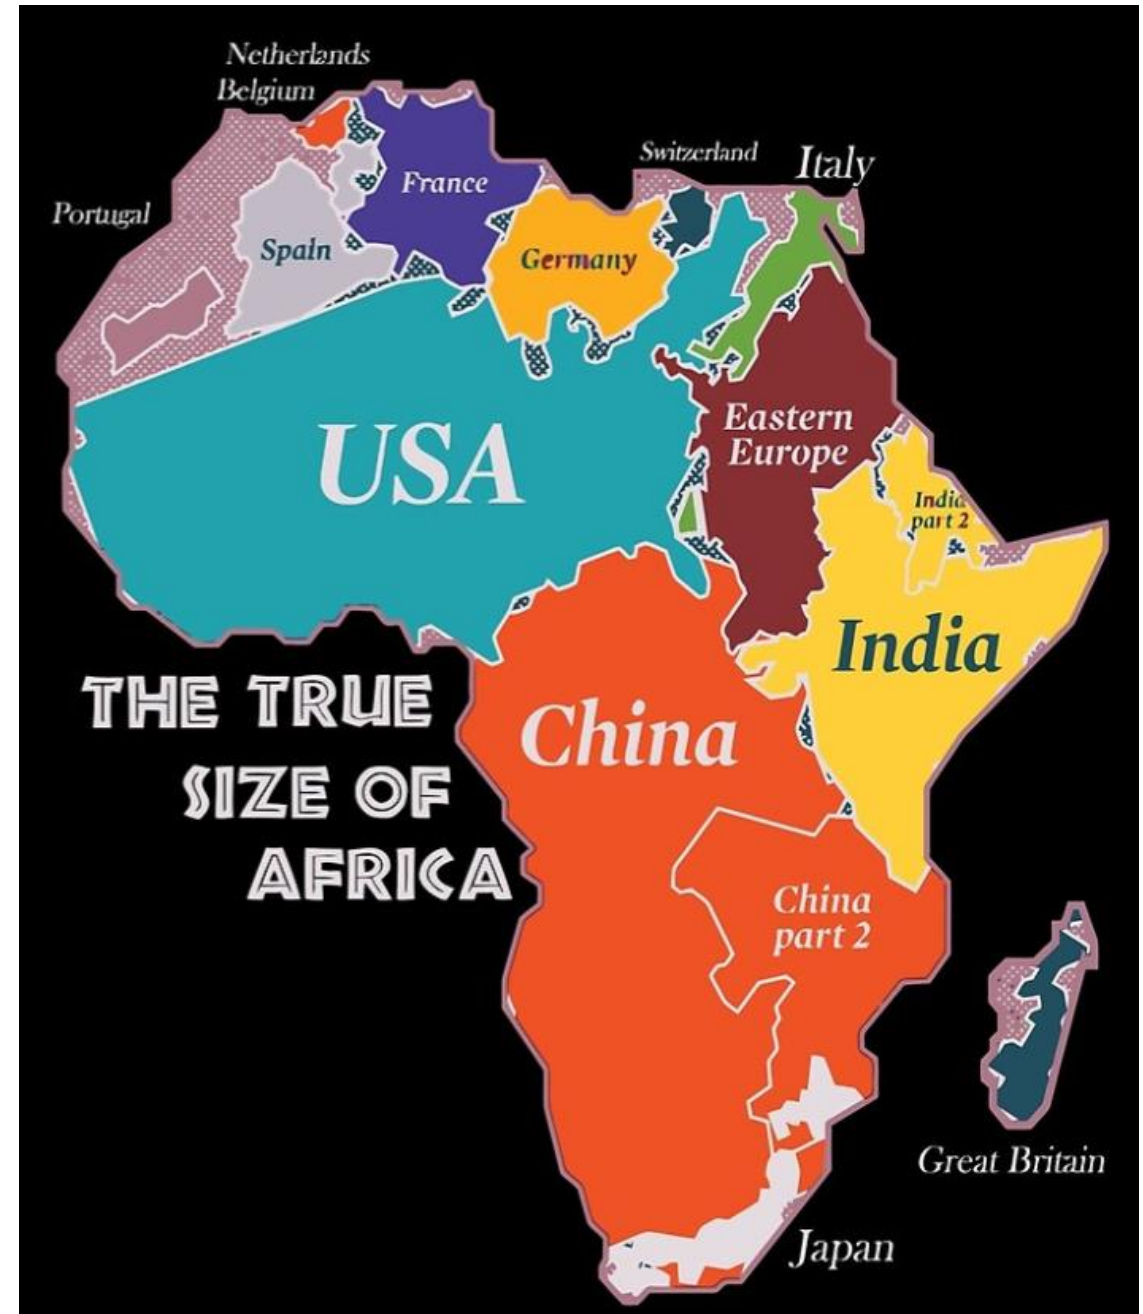 Netherlands
Belgium
Switzerland
Italy
France
Portugal
Spain
Germany
USA
Eastern
Europe
India
part 2
India
THE TRUE
SIZE OF
AFRICA
China
China
part 2
Great Britain
Japan